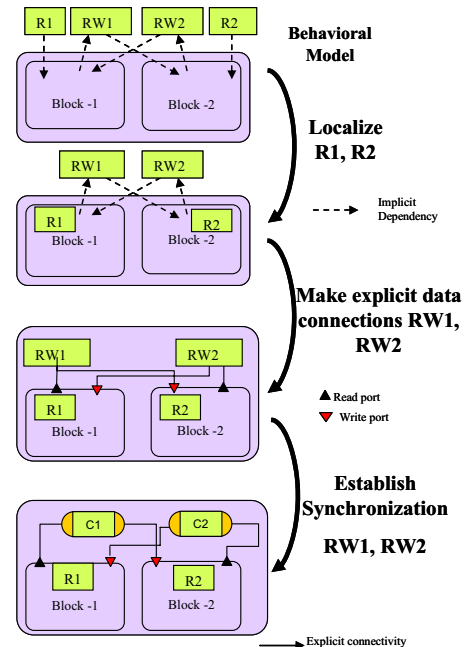 R1
RW1
RW2
R2
Behavioral
Model
Block -1
Block -2
Localize
R1, R2
RW1
RW2
Implicit
Dependency
R1
R2
Block -1
Block -2
Make explicit data
connections RW1,
RW2
RW1
RW2
Read port
Write port
R1
R2
Block -1
Block -2
Establish
Synchronization
RW1, RW2
C1
C2
R1
R2
Block -1
Block -2
Explicit connectivity